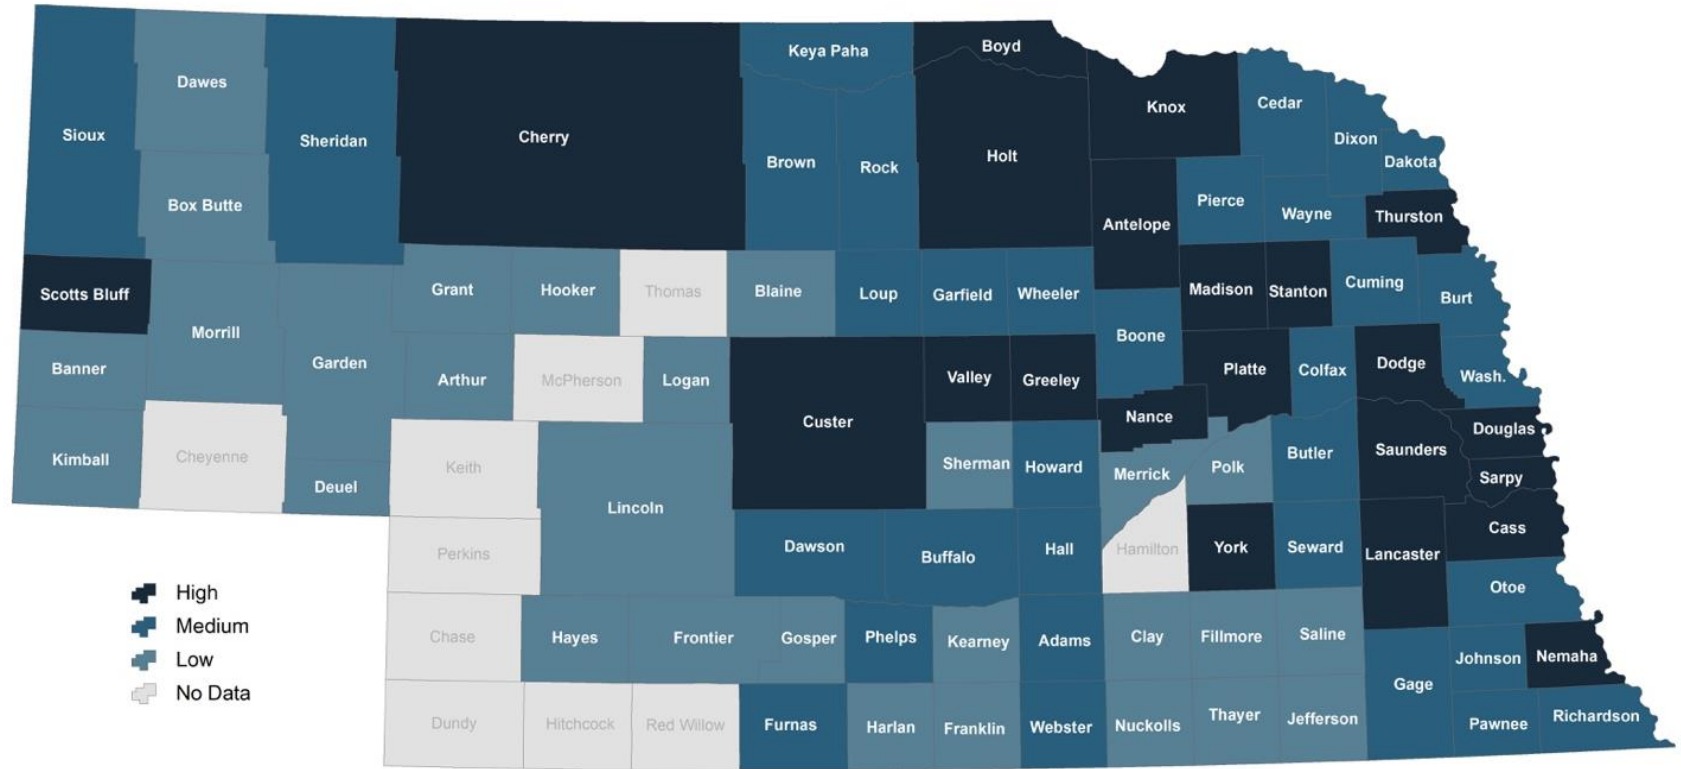 Keya Paha
Boyd
Dawes
Knox
Cedar
Sioux
Sheridan
Cherry
Dixon
Brown
Rock
Holt
Dakota
Box Butte
Pierce
Wayne
Thurston
Antelope
Scotts Bluff
Grant
Hooker
Thomas
Blaine
Loup
Garfield
Wheeler
Madison
Stanton
Cuming
Burt
Morrill
Boone
Banner
Garden
Arthur
McPherson
Logan
Valley
Greeley
Platte
Colfax
Dodge
Wash.
Custer
Nance
Douglas
Kimball
Cheyenne
Keith
Sherman
Howard
Merrick
Polk
Butler
Saunders
Sarpy
Deuel
Lincoln
Cass
Perkins
Dawson
Buffalo
Hall
Hamilton
York
Seward
Lancaster
Otoe
High
Medium
Low
No Data
Chase
Hayes
Frontier
Gosper
Phelps
Kearney
Adams
Clay
Fillmore
Saline
Johnson
Nemaha
Gage
Dundy
Hitchcock
Red Willow
Furnas
Harlan
Franklin
Webster
Nuckolls
Thayer
Jefferson
Pawnee
Richardson